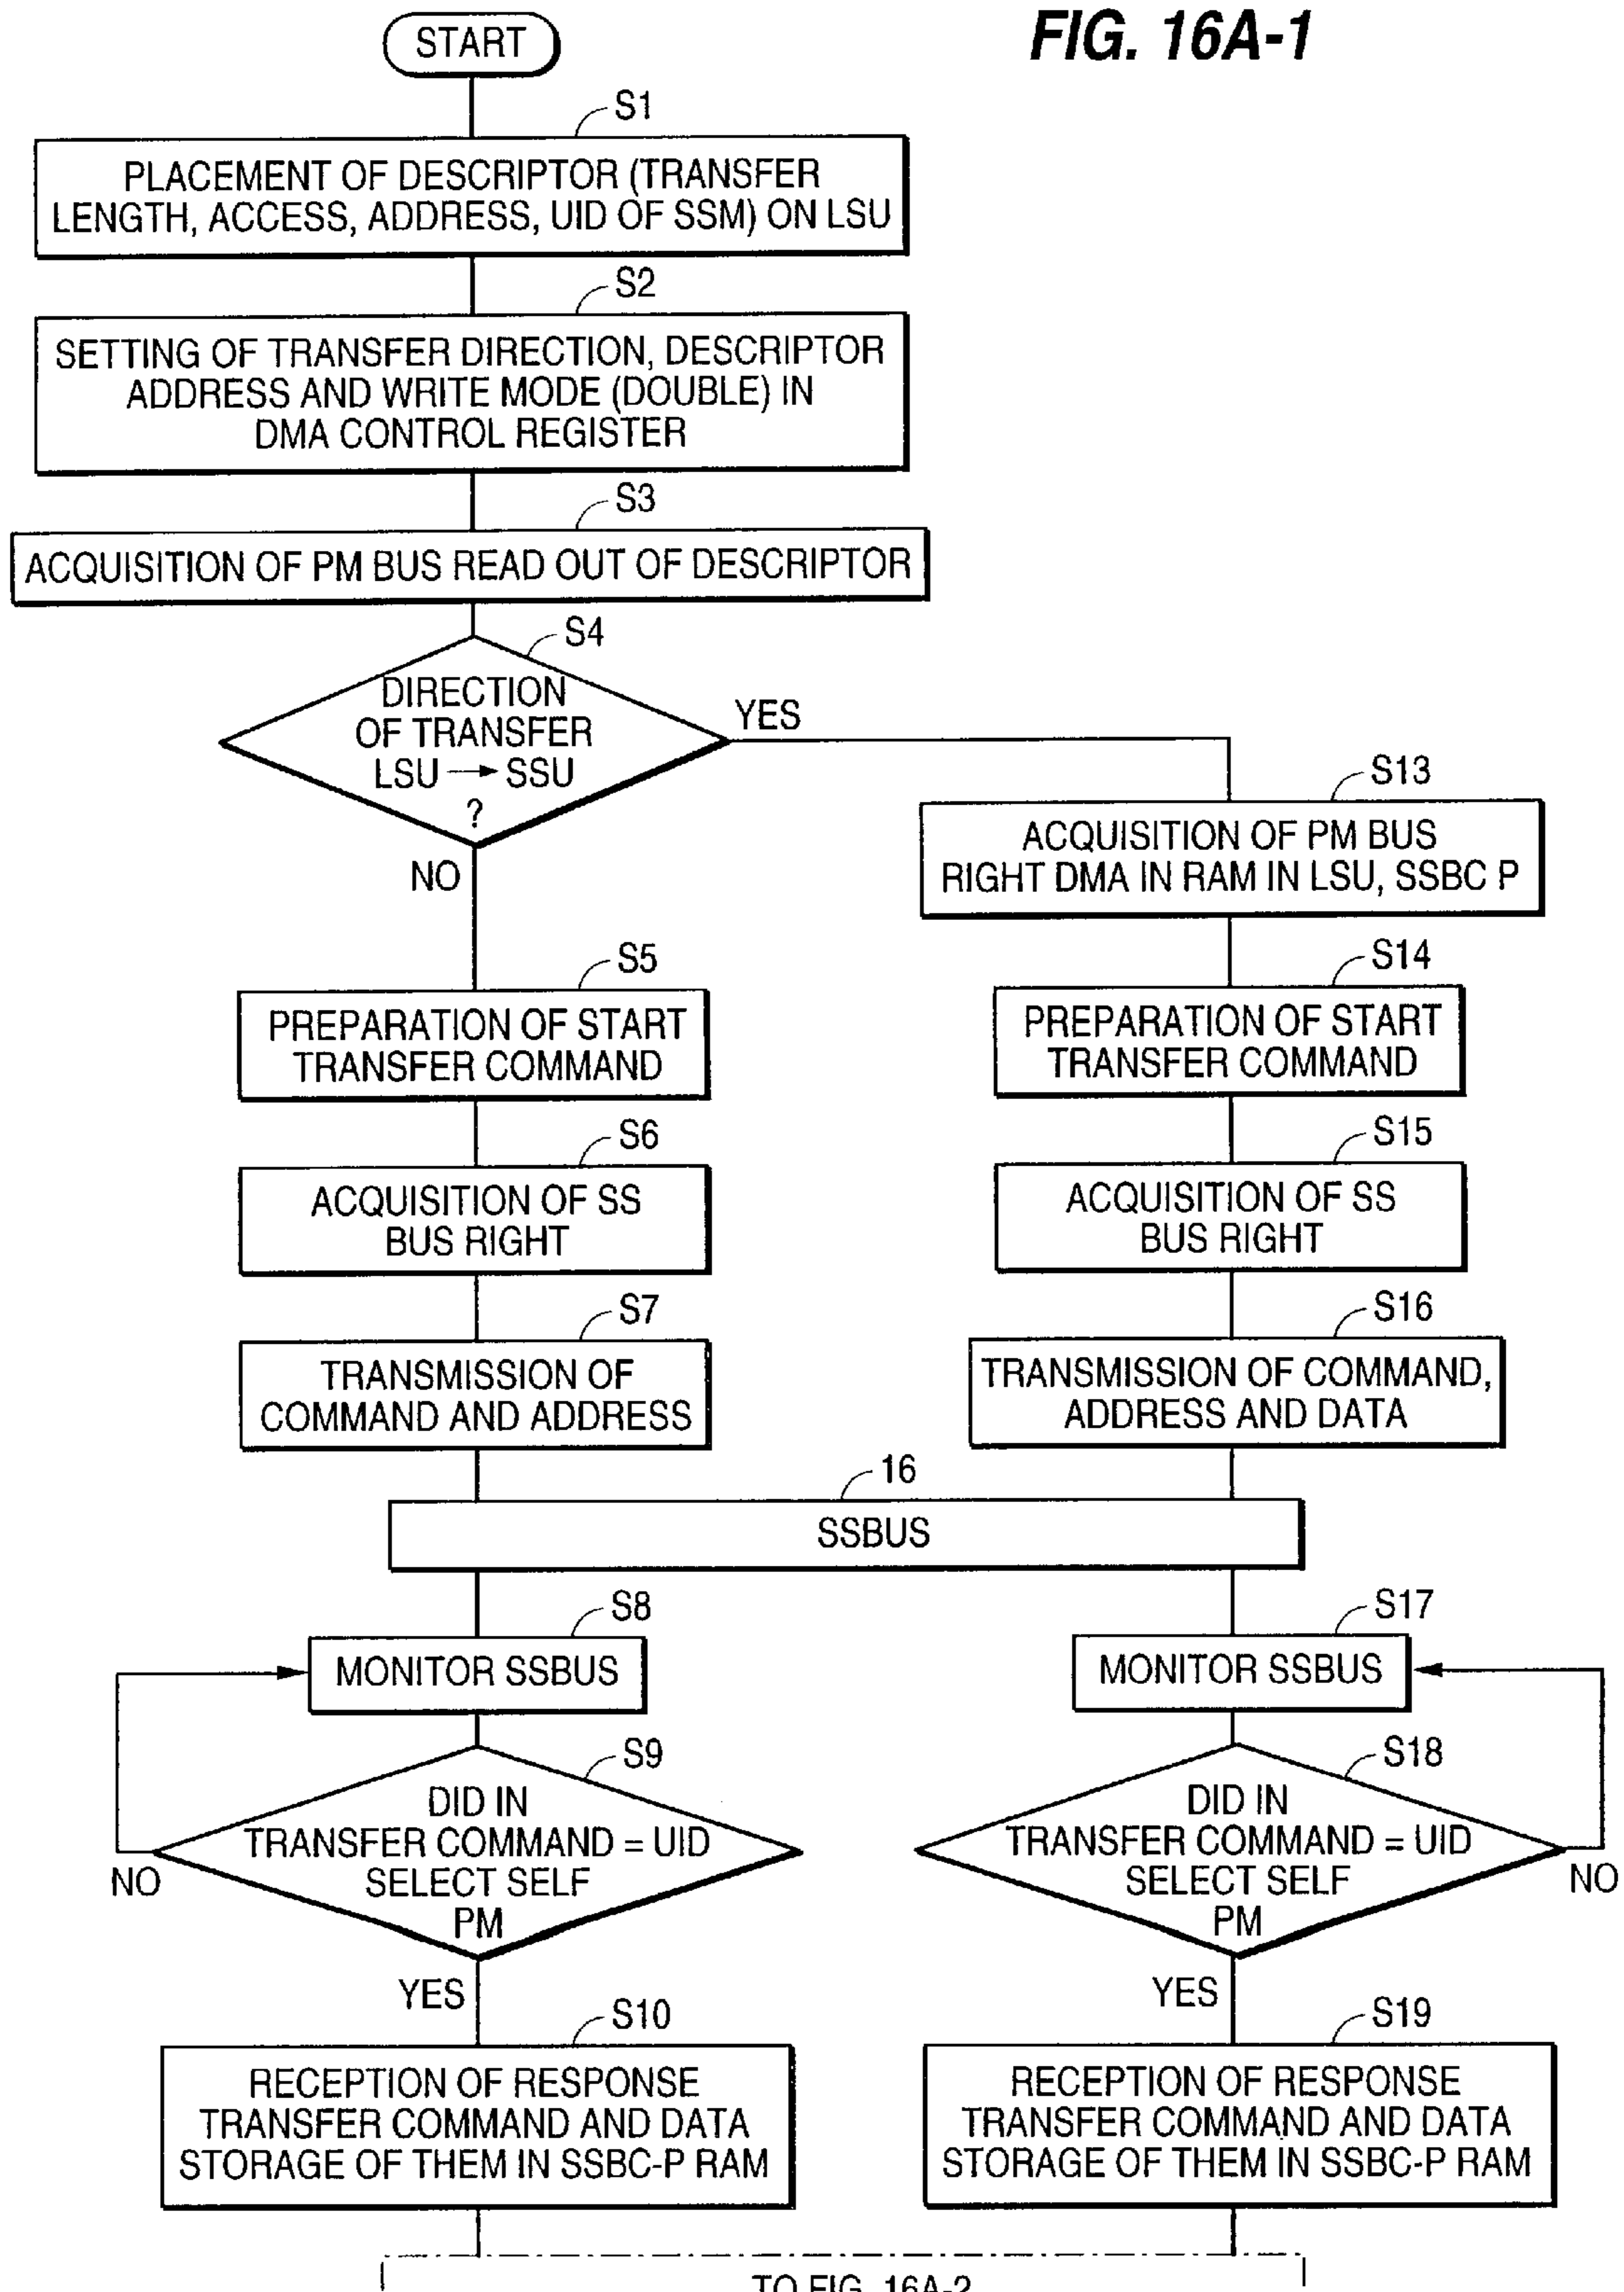 FIG. 16A-1
START
S1
PLACEMENT OF DESCRIPTOR (TRANSFER
LENGTH, ACCESS, ADDRESS, UID OF SSM) ON LSU
S2
SETTING OF TRANSFER DIRECTION, DESCRIPTOR
ADDRESS AND WRITE MODE (DOUBLE) IN
DMA CONTROL REGISTER
S3
ACQUISITION OF PM BUS READ OUT OF DESCRIPTOR
S4
DIRECTION
OF TRANSFER
LSU → SSU
?
YES
NO
S13
ACQUISITION OF PM BUS
RIGHT DMA IN RAM IN LSU, SSBC P
S5
PREPARATION OF START
TRANSFER COMMAND
S14
PREPARATION OF START
TRANSFER COMMAND
S6
ACQUISITION OF SS
BUS RIGHT
S15
ACQUISITION OF SS
BUS RIGHT
S7
TRANSMISSION OF
COMMAND AND ADDRESS
S16
TRANSMISSION OF COMMAND,
ADDRESS AND DATA
16
SSBUS
S8
MONITOR SSBUS
S17
MONITOR SSBUS
S9
DID IN
TRANSFER COMMAND = UID
SELECT SELF
PM
NO
YES
S18
DID IN
TRANSFER COMMAND = UID
SELECT SELF
PM
NO
YES
S10
RECEPTION OF RESPONSE
TRANSFER COMMAND AND DATA
STORAGE OF THEM IN SSBC-P RAM
S19
RECEPTION OF RESPONSE
TRANSFER COMMAND AND DATA
STORAGE OF THEM IN SSBC-P RAM
TO FIG. 16A-2